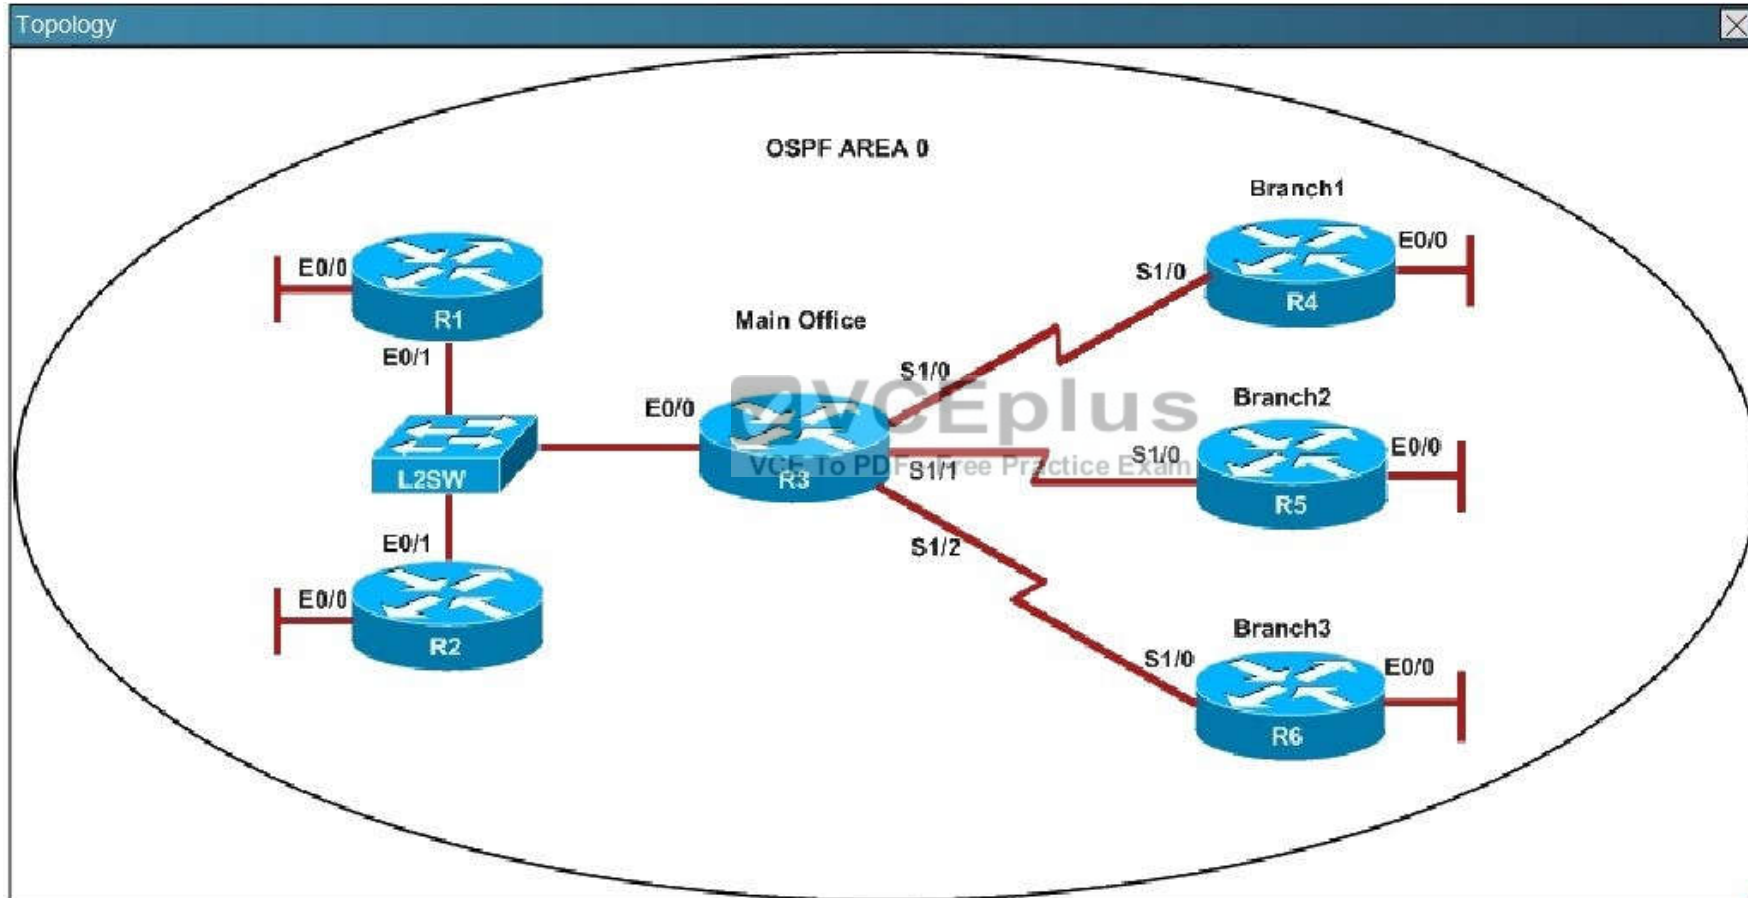 Topology
OSPF AREA 0
Branch1
E0/0
S1/0
R4
E0/0
R1
Main Office
E0/1
S1/0
VCEplus
Branch2
E0/0
E0/0
S1/0
VCE To PDF - Free Practice Exam
S1/1
L2SW
R3
R5
E0/1
S1/2
E0/0
R2
Branch3
S1/0
E0/0
R6